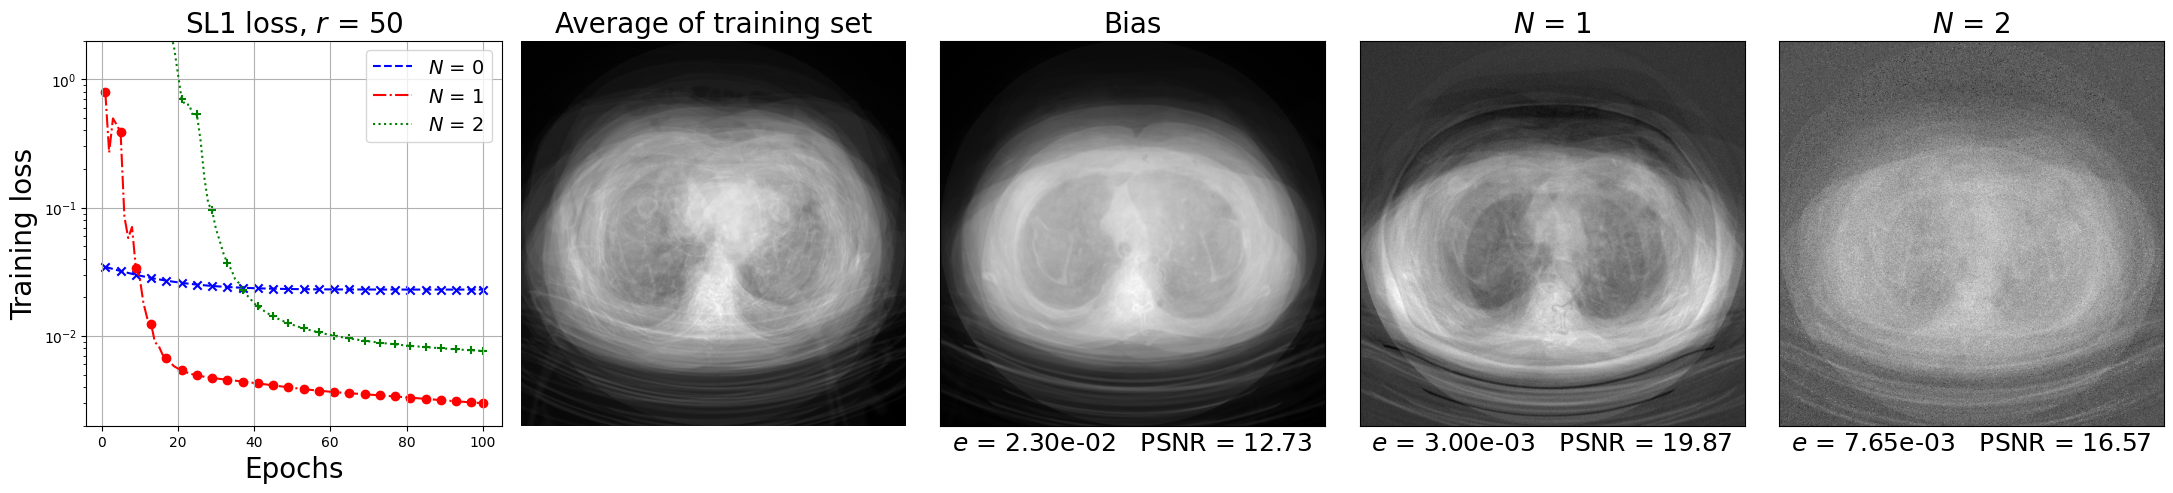 SL1 loss, r = 50
Average of training set
Bias
N = 1
N = 2
10⁰
10⁻¹
10⁻²
Training loss
N = 0
N = 1
N = 2
0 20 40 60 80 100
Epochs
e = 2.30e-02 PSNR = 12.73
e = 3.00e-03 PSNR = 19.87
e = 7.65e-03 PSNR = 16.57